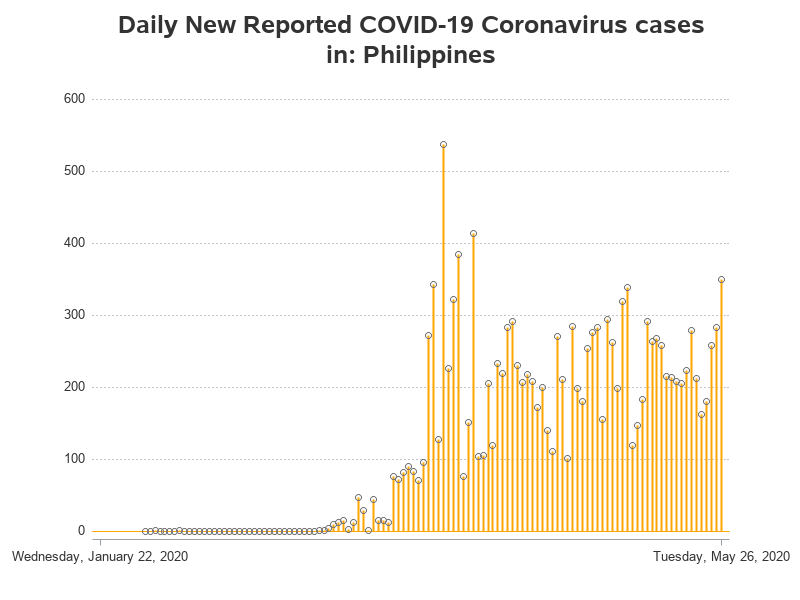 Daily New Reported COVID-19 Coronavirus cases
in: Philippines
600
500
400
300
200
100
0
Wednesday, January 22, 2020
Tuesday, May 26, 2020